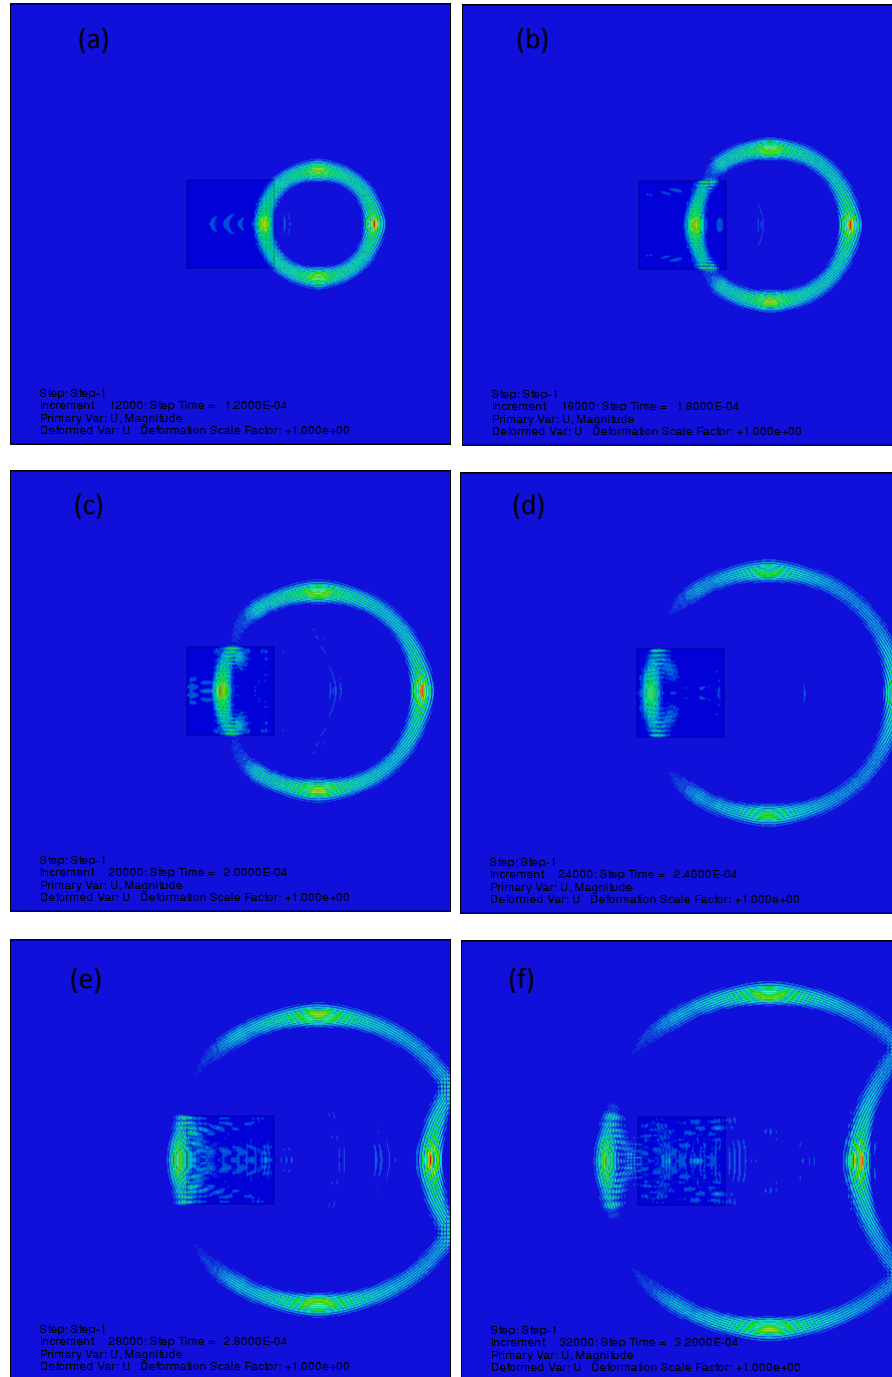 (a)
Step: Step-1
Increment 12000: Step Time = 1.2000E-04
Primary Var: U, Magnitude
Deformed Var: U Deformation Scale Factor: +1.000e+00
(b)
Step: Step-1
Increment 16000: Step Time = 1.6000E-04
Primary Var: U, Magnitude
Deformed Var: U Deformation Scale Factor: +1.000e+00
(c)
Step: Step-1
Increment 20000: Step Time = 2.0000E-04
Primary Var: U, Magnitude
Deformed Var: U Deformation Scale Factor: +1.000e+00
(d)
Step: Step-1
Increment 24000: Step Time = 2.4000E-04
Primary Var: U, Magnitude
Deformed Var: U Deformation Scale Factor: +1.000e+00
(e)
Step: Step-1
Increment 28000: Step Time = 2.8000E-04
Primary Var: U, Magnitude
Deformed Var: U Deformation Scale Factor: +1.000e+00
(f)
Step: Step-1
Increment 32000: Step Time = 3.2000E-04
Primary Var: U, Magnitude
Deformed Var: U Deformation Scale Factor: +1.000e+00